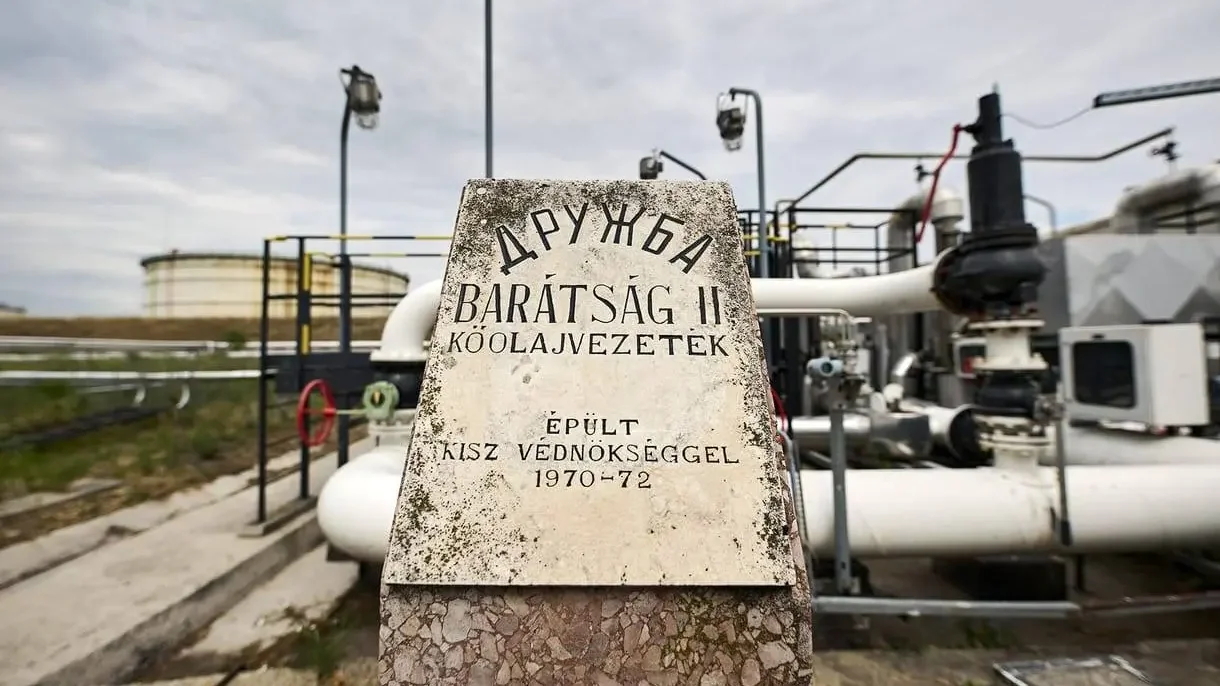 ДРУЖБА
BARÁTSÁG II.
KŐOLAJVEZETÉK
ÉPÜLT
KISZ VÉDNÖKSÉGGEL
1970-72